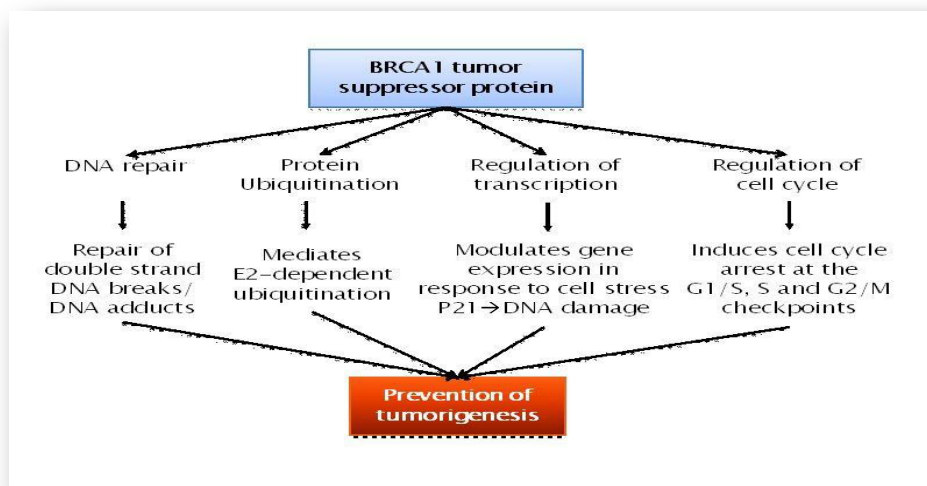 BRCA1 tumor
suppressor protein
DNA repair
Protein
Ubiquitination
Regulation of
transcription
Regulation of
cell cycle
Repair of
double strand
DNA breaks/
DNA adducts
Mediates
E2-dependent
ubiquitination
Modulates gene
expression in
response to cell stress
P21→DNA damage
Induces cell cycle
arrest at the
G1/S, S and G2/M
checkpoints
Prevention of
tumorigenesis